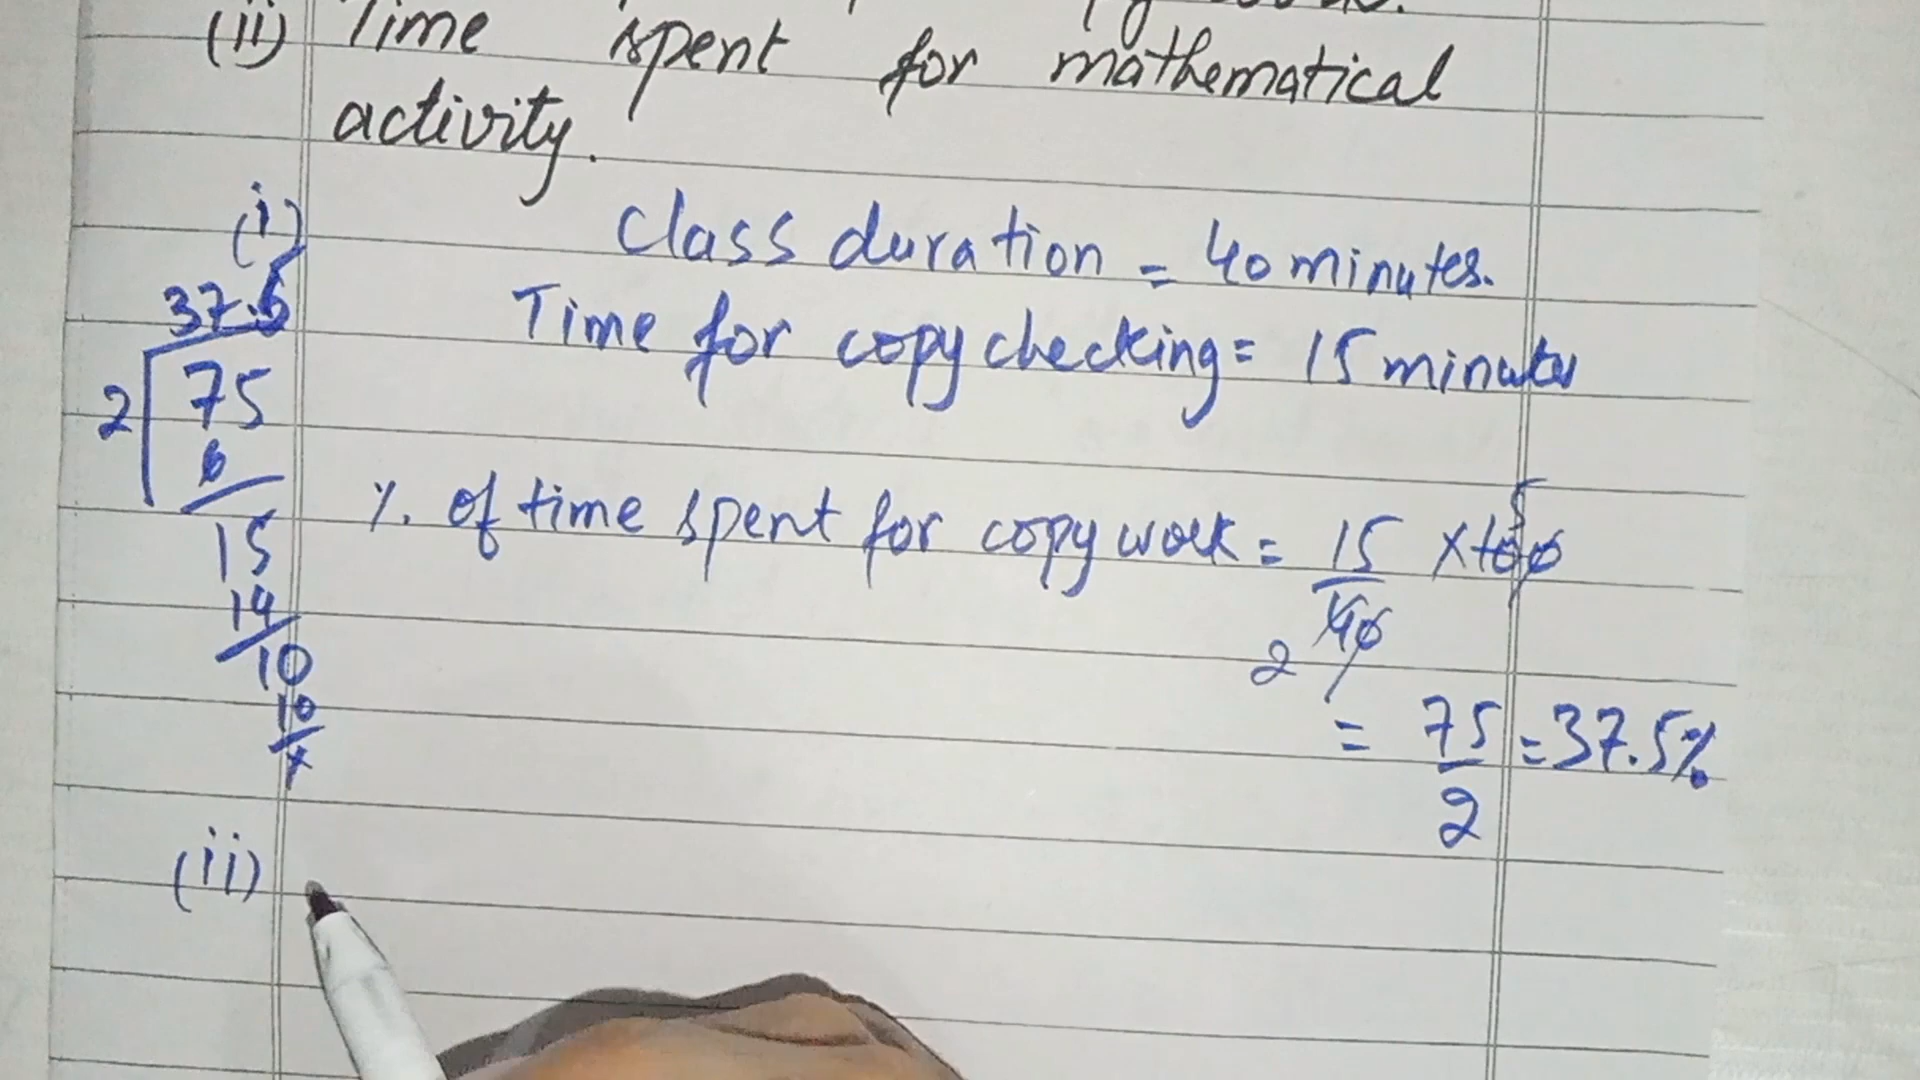 (ii) Time spent for mathematical
activity.
(i) Class duration = 40 minutes.
Time for copy checking = 15 minutes
37.5
2 75
6
15
14
10
10
x
% of time spent for copy work = 15/40 x 100
5
2
= 75/2 = 37.5%
(ii)